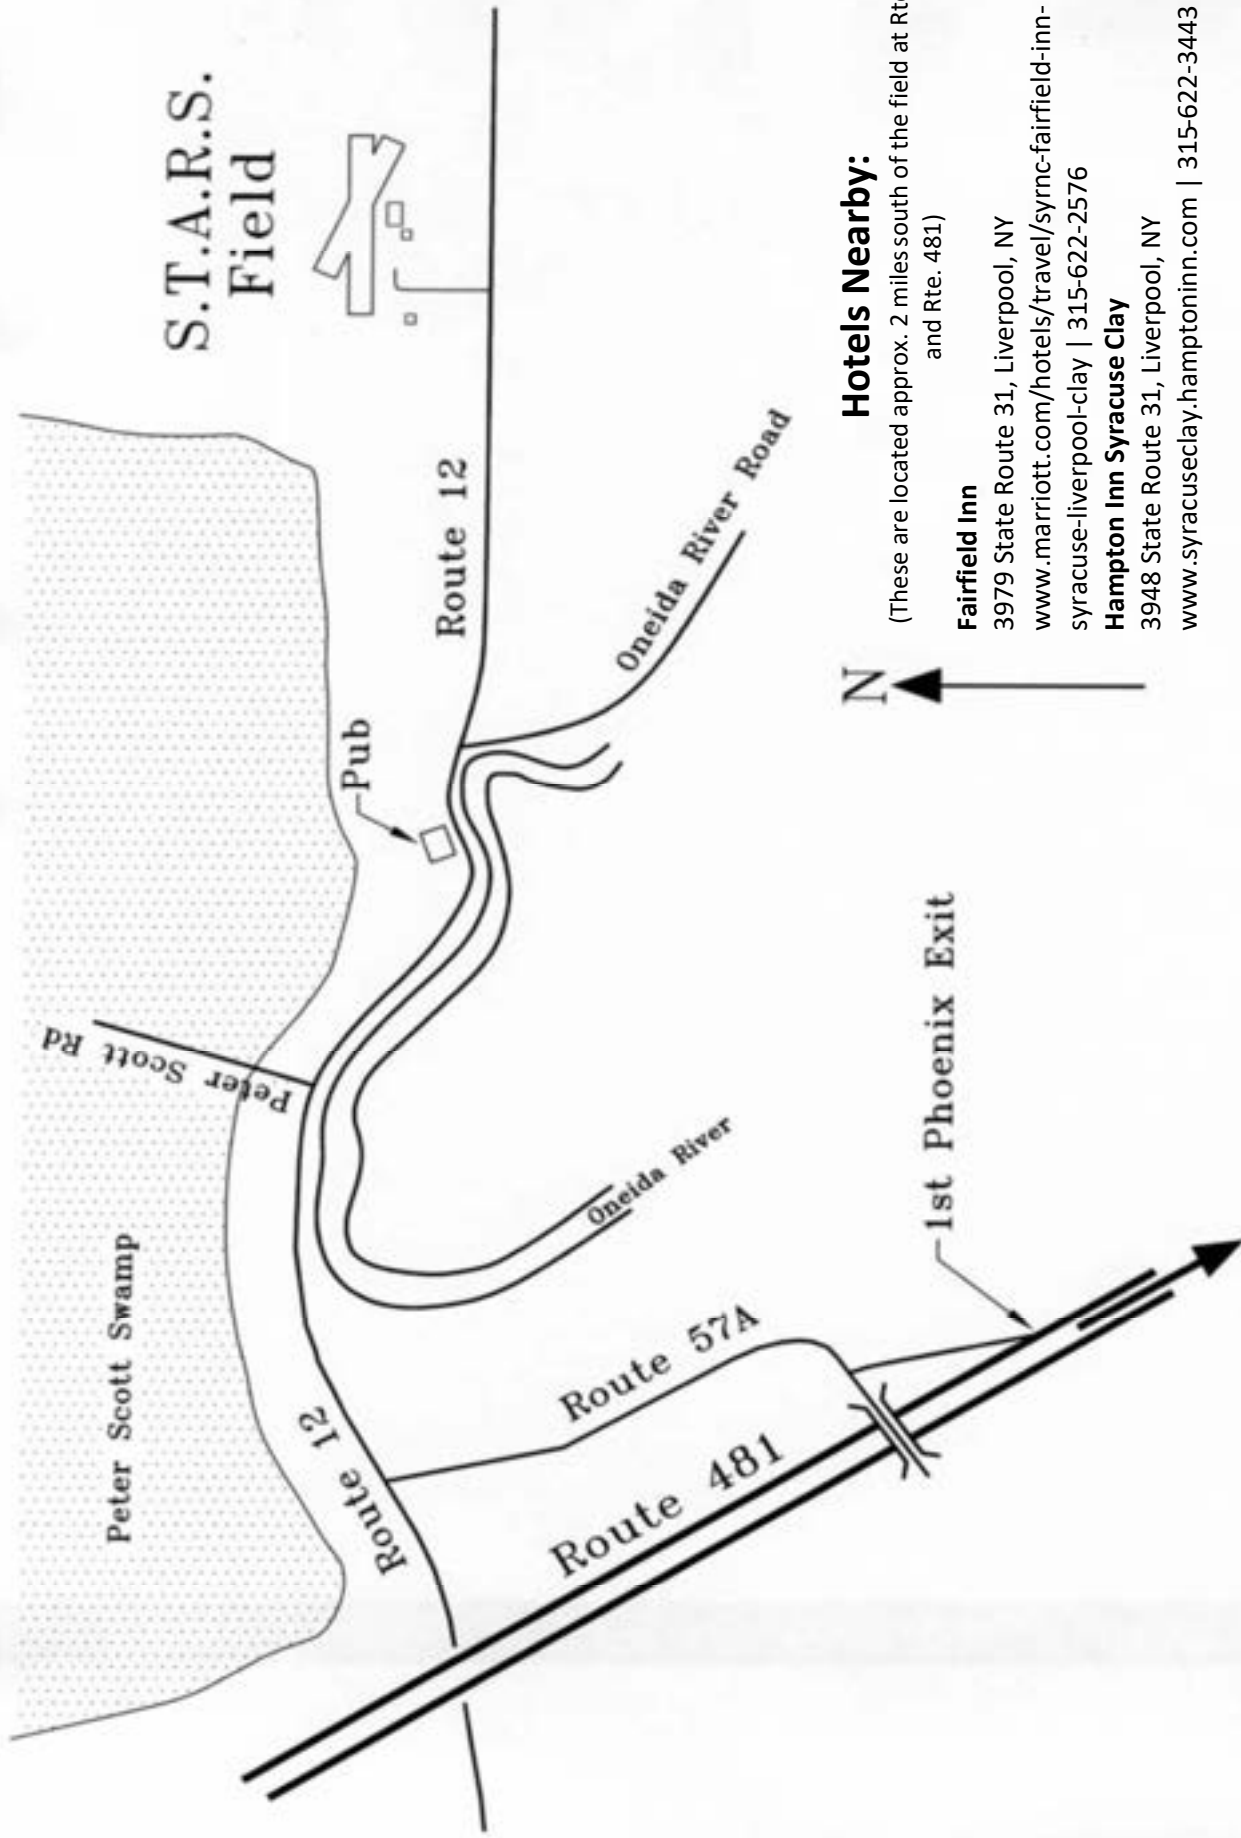 S.T.A.R.S.
Field
Peter Scott Swamp
Peter Scott Rd
Pub
Route 12
Route 12
Oneida River Road
Oneida River
Route 57A
Route 481
1st Phoenix Exit
N
Hotels Nearby:
(These are located approx. 2 miles south of the field at Rte
and Rte. 481)
Fairfield Inn
3979 State Route 31, Liverpool, NY
www.marriott.com/hotels/travel/syrnc-fairfield-inn-
syracuse-liverpool-clay | 315-622-2576
Hampton Inn Syracuse Clay
3948 State Route 31, Liverpool, NY
www.syracuseclay.hamptoninn.com | 315-622-3443